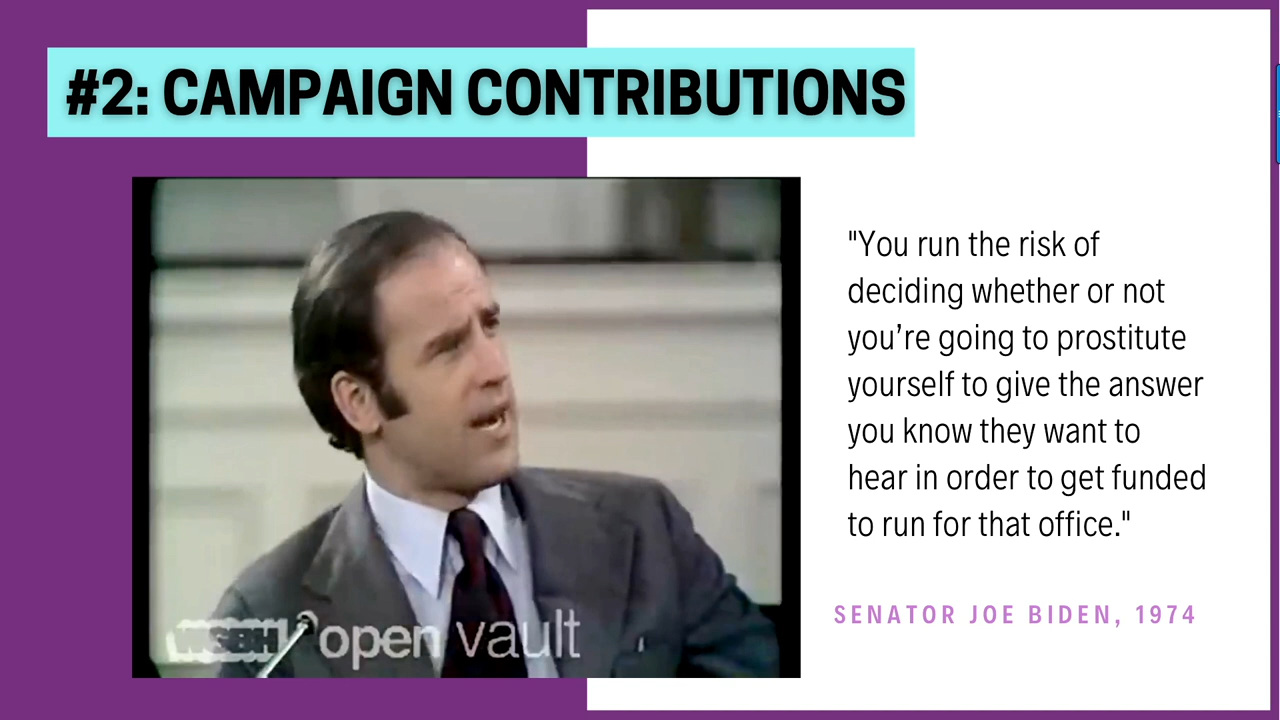 #2: CAMPAIGN CONTRIBUTIONS
"You run the risk of
deciding whether or not
you’re going to prostitute
yourself to give the answer
you know they want to
hear in order to get funded
to run for that office."
SENATOR JOE BIDEN, 1974
WGBH open vault